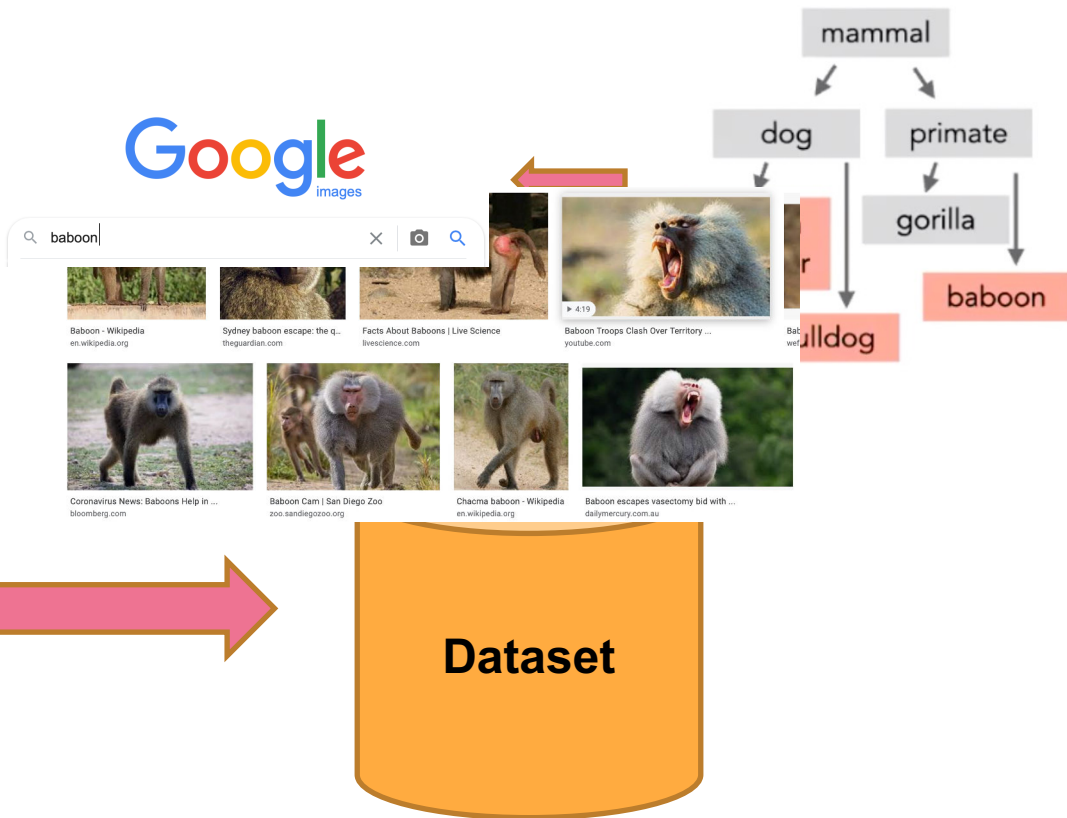 mammal
dog
primate
Google
images
gorilla
baboon
r
baboon
ulldog
4:19
Baboon - Wikipedia
en.wikipedia.org
Sydney baboon escape: the q...
theguardian.com
Facts About Baboons | Live Science
livescience.com
Baboon Troops Clash Over Territory ...
youtube.com
Bab
wef
Coronavirus News: Baboons Help in ...
bloomberg.com
Baboon Cam | San Diego Zoo
zoo.sandiegozoo.org
Chacma baboon - Wikipedia
en.wikipedia.org
Baboon escapes vasectomy bid with ...
dailymercury.com.au
Dataset